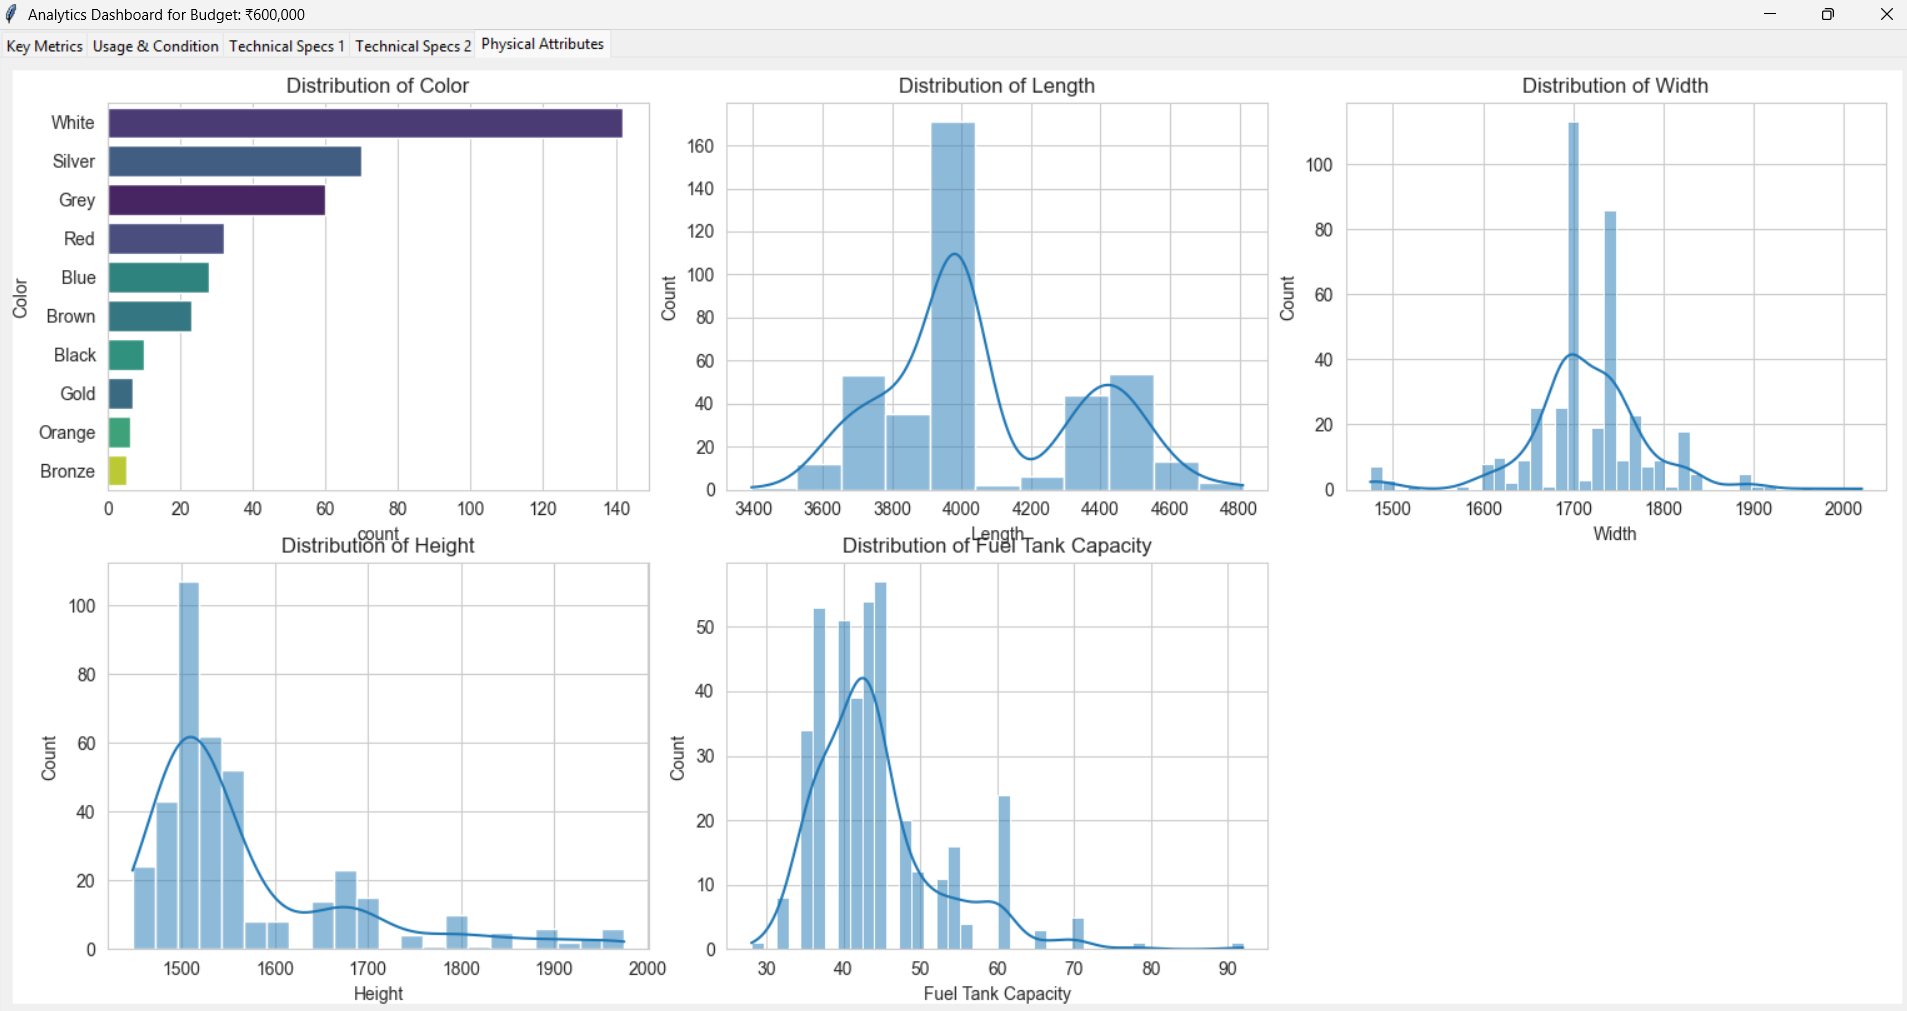 Analytics Dashboard for Budget: ₹600,000
Key Metrics Usage & Condition Technical Specs 1 Technical Specs 2 Physical Attributes
Distribution of Color
White
Silver
Grey
Red
Blue
Brown
Black
Gold
Orange
Bronze
Color
0 20 40 60 80 100 120 140
count
Distribution of Length
160
140
120
100
80
60
40
20
0
Count
3400 3600 3800 4000 4200 4400 4600 4800
Length
Distribution of Width
100
80
60
40
20
0
Count
1500 1600 1700 1800 1900 2000
Width
Distribution of Height
100
80
60
40
20
0
Count
1500 1600 1700 1800 1900 2000
Height
Distribution of Fuel Tank Capacity
50
40
30
20
10
0
Count
30 40 50 60 70 80 90
Fuel Tank Capacity